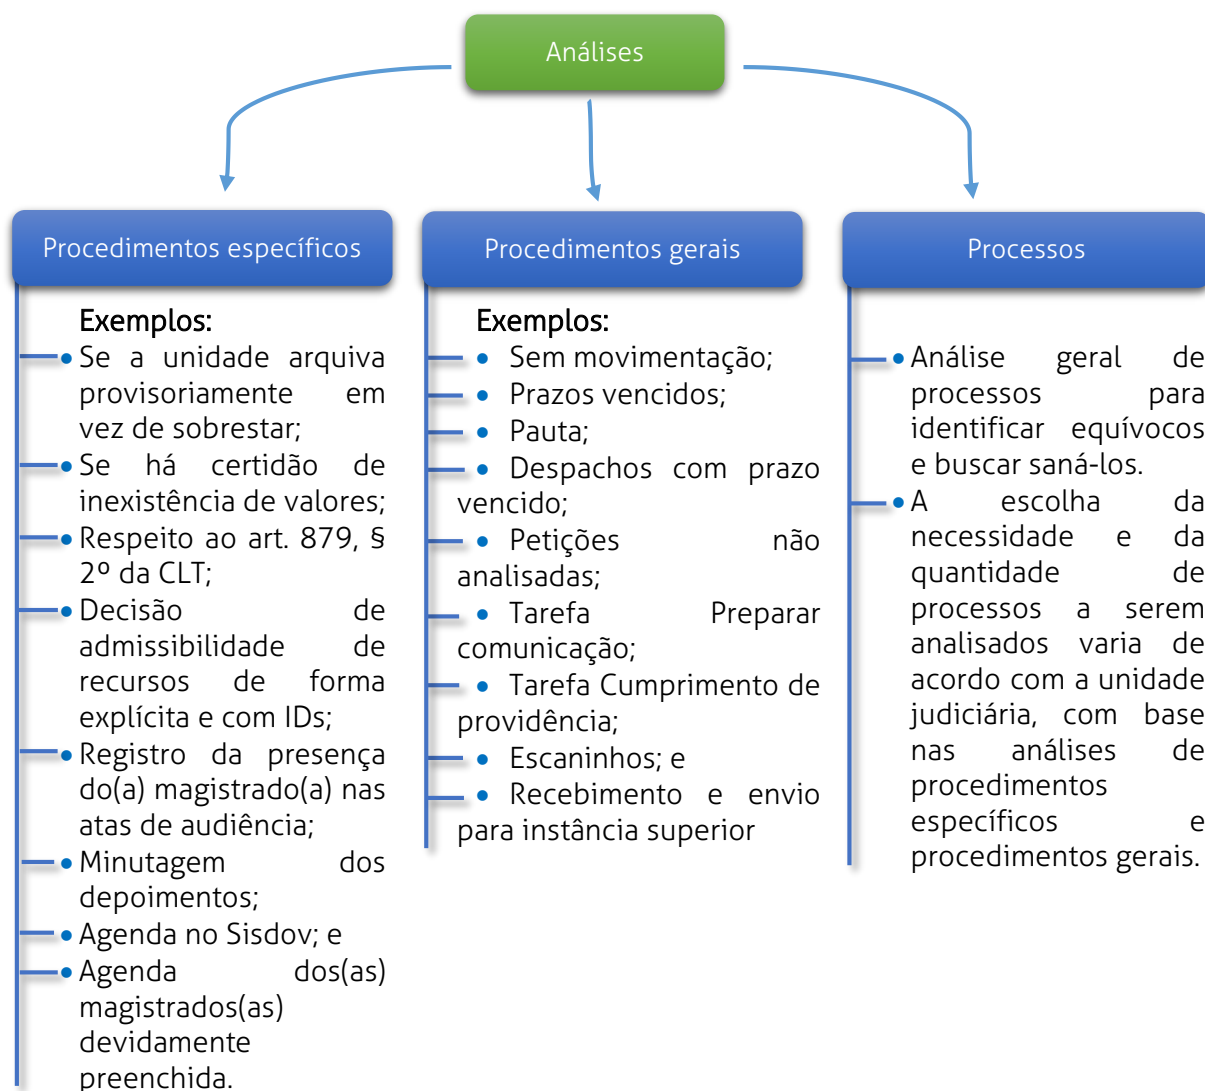 Análises
Procedimentos específicos
Exemplos:
• Se a unidade arquiva
provisoriamente em
vez de sobrestar;
• Se há certidão de
inexistência de valores;
• Respeito ao art. 879, §
2º da CLT;
• Decisão de
admissibilidade de
recursos de forma
explícita e com IDs;
• Registro da presença
do(a) magistrado(a) nas
atas de audiência;
• Minutagem dos
depoimentos;
• Agenda no Sisdov; e
• Agenda dos(as)
magistrados(as)
devidamente
preenchida.
Procedimentos gerais
Exemplos:
• Sem movimentação;
• Prazos vencidos;
• Pauta;
• Despachos com prazo
vencido;
• Petições não
analisadas;
• Tarefa Preparar
comunicação;
• Tarefa Cumprimento de
providência;
• Escaninhos; e
• Recebimento e envio
para instância superior
Processos
• Análise geral de
processos para
identificar equívocos
e buscar saná-los.
• A escolha da
necessidade e da
quantidade de
processos a serem
analisados varia de
acordo com a unidade
judiciária, com base
nas análises de
procedimentos
específicos e
procedimentos gerais.